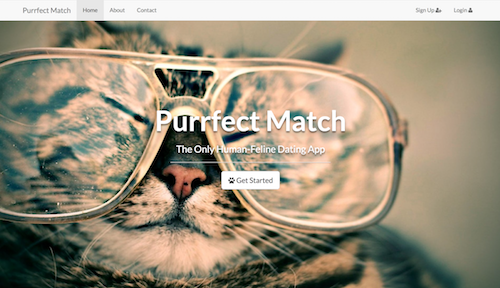 Purrfect Match Home About Contact Sign Up Login
Purrfect Match
The Only Human-Feline Dating App
Get Started